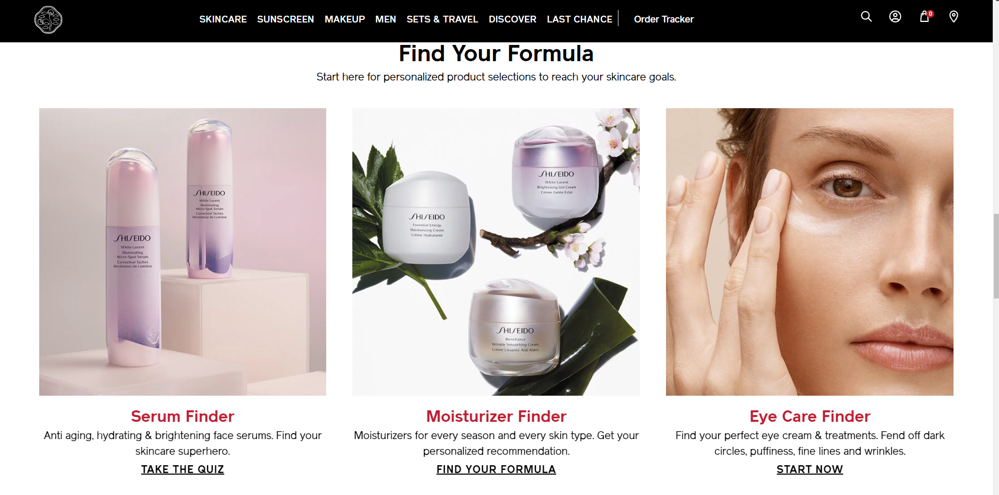 SKINCARE SUNSCREEN MAKEUP MEN SETS & TRAVEL DISCOVER LAST CHANCE Order Tracker
0
Find Your Formula
Start here for personalized product selections to reach your skincare goals.
SHISEIDO
White Lucent
Illuminating
Micro-Spot Serum
Correcteur Taches
Révélateur de Lumière
SHISEIDO
White Lucent
Illuminating
Micro-Spot Serum
Correcteur Taches
Révélateur de Lumière
SHISEIDO
White Lucent
Brightening Gel Cream
Crème Gelée Eclat
SHISEIDO
Essential Energy
Moisturizing Cream
Crème Hydratante
SHISEIDO
Benefiance
Wrinkle Smoothing Cream
Crème Lissante Anti-Rides
Serum Finder
Anti aging, hydrating & brightening face serums. Find your
skincare superhero.
TAKE THE QUIZ
Moisturizer Finder
Moisturizers for every season and every skin type. Get your
personalized recommendation.
FIND YOUR FORMULA
Eye Care Finder
Find your perfect eye cream & treatments. Fend off dark
circles, puffiness, fine lines and wrinkles.
START NOW